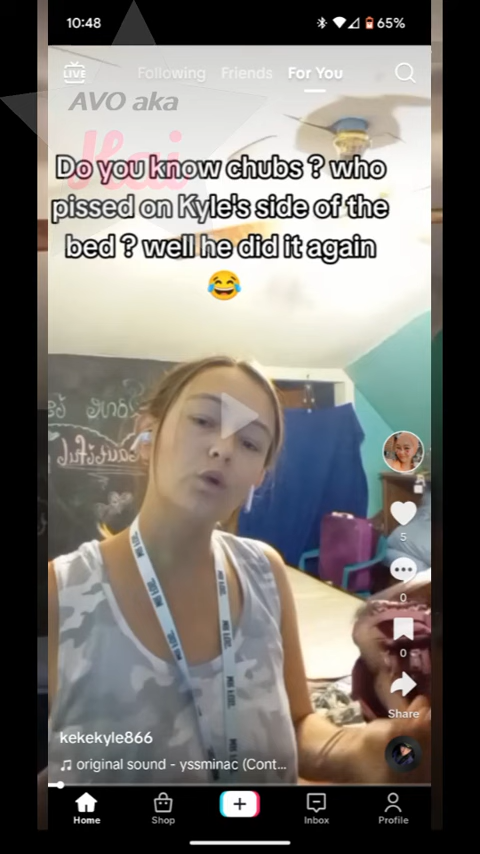 10:48
65%
LIVE
Following Friends For You
AVO aka
Kai
Do you know chubs ? who
pissed on Kyle's side of the
bed ? well he did it again
😂
5
0
0
Share
kekekyle866
original sound - yssminac (Cont...
Home
Shop
Inbox
Profile